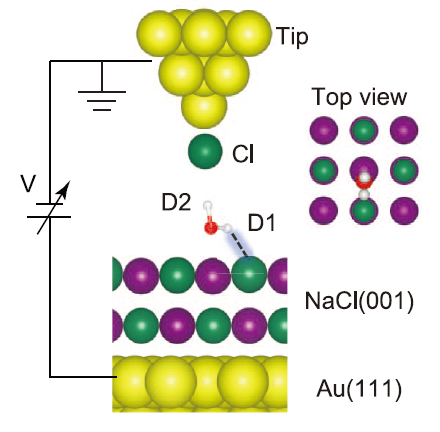 Tip
Top view
Cl
V
D2
D1
NaCl(001)
Au(111)